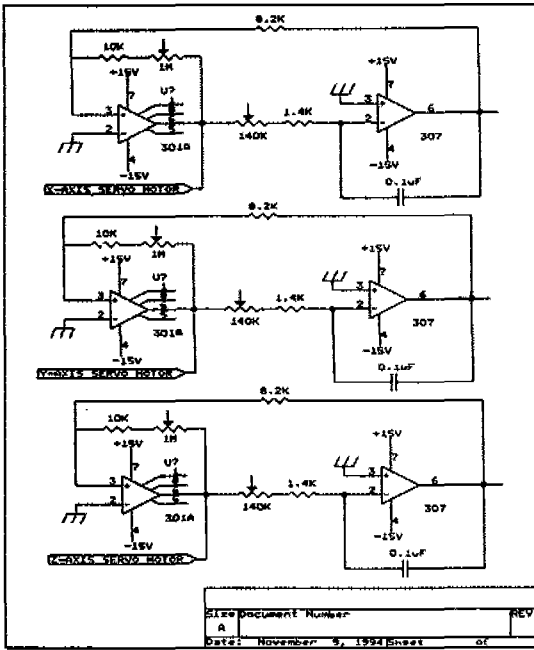 8.2K
10K
1M
+15V
U?
7
3
2
4
301A
-15V
140K
1.4K
+15V
7
3
2
6
4
307
-15V
0.1uF
X-AXIS SERVO MOTOR
8.2K
10K
1M
+15V
U?
7
3
2
4
301A
-15V
140K
1.4K
+15V
7
3
2
6
4
307
-15V
0.1uF
Y-AXIS SERVO MOTOR
8.2K
10K
1M
+15V
U?
7
3
2
4
301A
-15V
140K
1.4K
+15V
7
3
2
6
4
307
-15V
0.1uF
Z-AXIS SERVO MOTOR
Size Document Number REV
A
Date: November 9, 1994 Sheet of